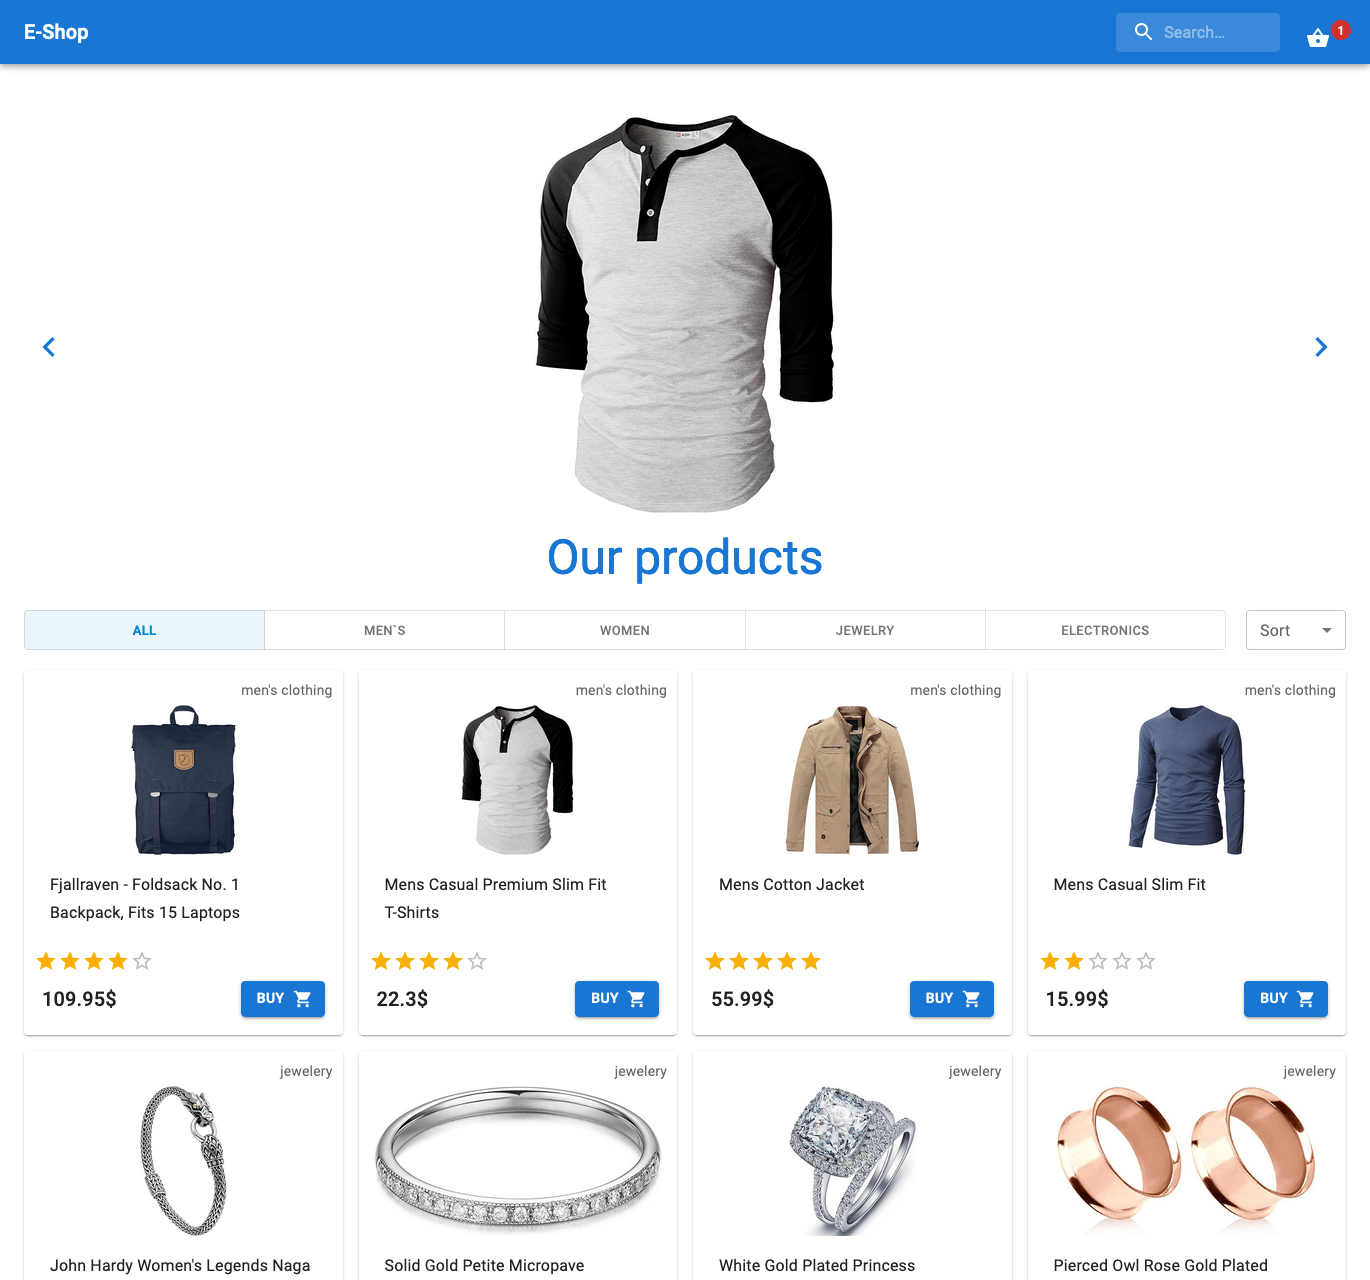 E-Shop
Search…
1
Our products
ALL
MEN`S
WOMEN
JEWELRY
ELECTRONICS
Sort
men's clothing
men's clothing
men's clothing
men's clothing
Fjallraven - Foldsack No. 1
Backpack, Fits 15 Laptops
Mens Casual Premium Slim Fit
T-Shirts
Mens Cotton Jacket
Mens Casual Slim Fit
109.95$
BUY
22.3$
BUY
55.99$
BUY
15.99$
BUY
jewelery
jewelery
jewelery
jewelery
John Hardy Women's Legends Naga
Solid Gold Petite Micropave
White Gold Plated Princess
Pierced Owl Rose Gold Plated